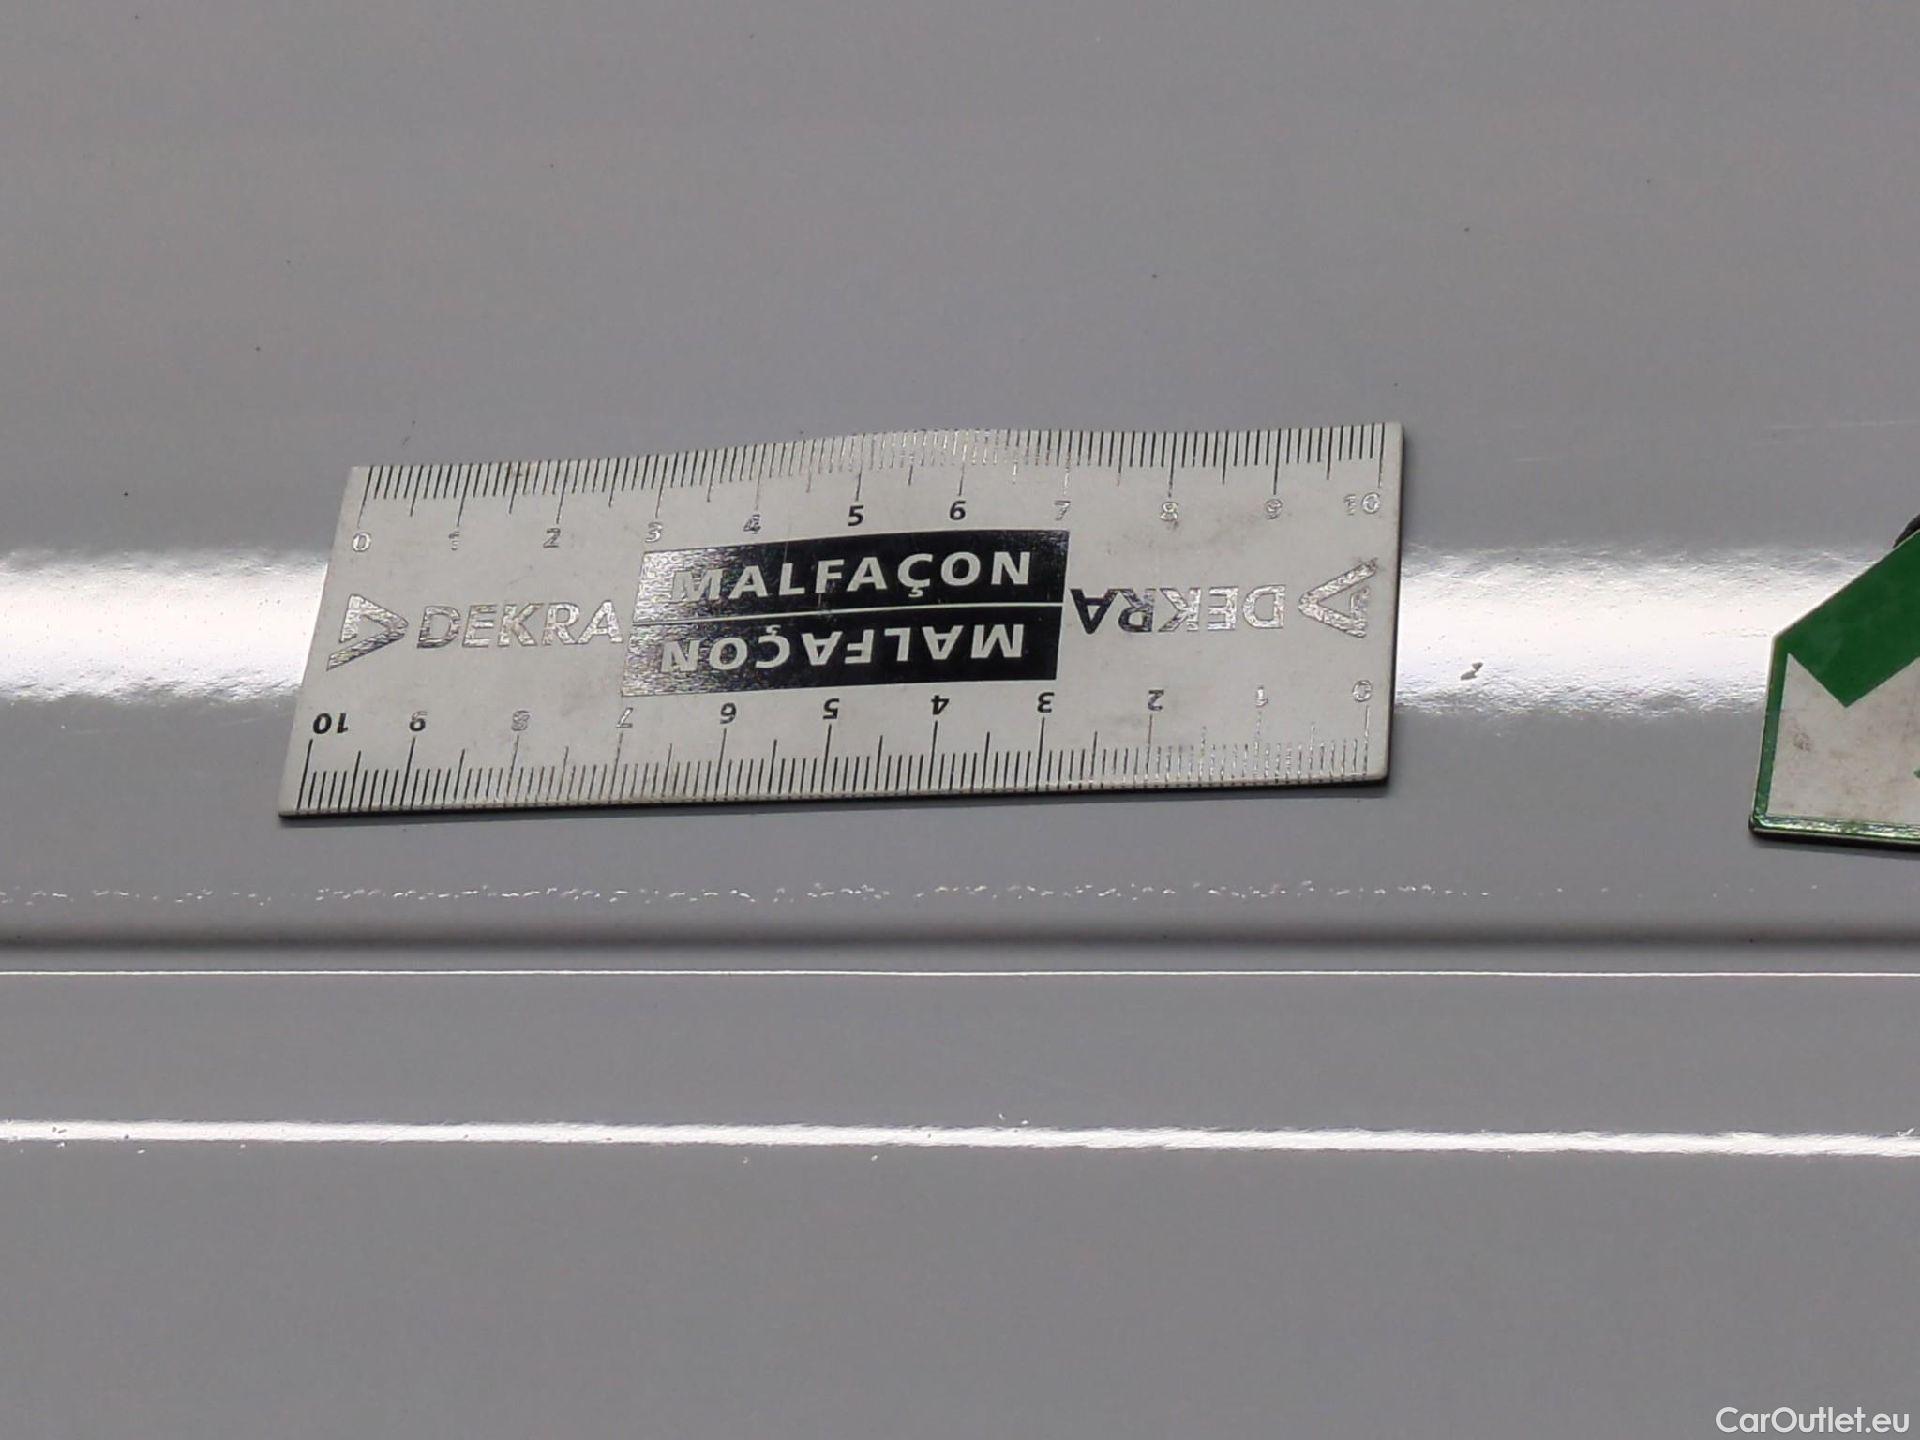 0 1 2 3 4 5 6 7 8 9 10
DEKRA MALFAÇON DEKRA
MALFAÇON
10 9 8 7 6 5 4 3 2 1 0
CarOutlet.eu